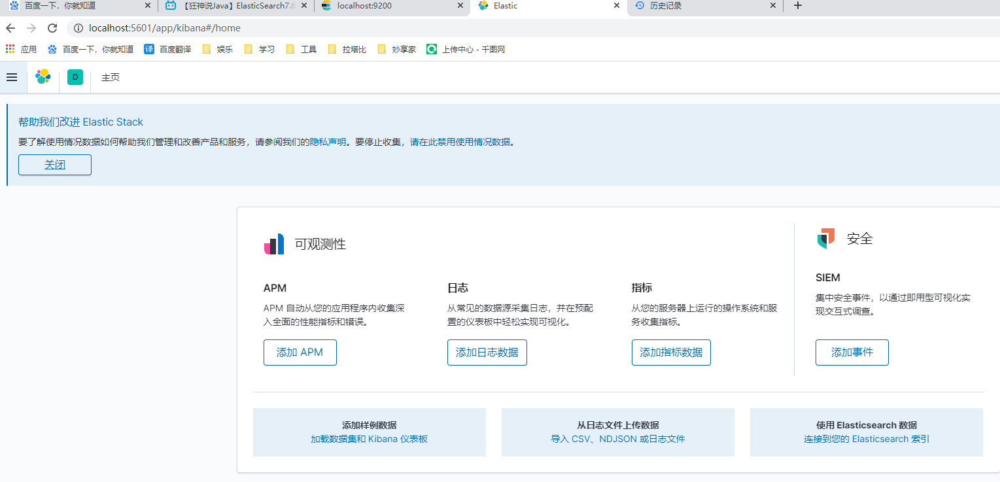 百度一下，你就知道
【狂神说Java】ElasticSearch7.6
localhost:9200
Elastic
历史记录
localhost:5601/app/kibana#/home
应用
百度一下，你就知道
译 百度翻译
娱乐
学习
工具
拉塔比
妙享家
上传中心 - 千图网
D
主页
帮助我们改进 Elastic Stack
要了解使用情况数据如何帮助我们管理和改善产品和服务，请参阅我们的隐私声明。要停止收集，请在此禁用使用情况数据。
关闭
可观测性
APM
APM 自动从您的应用程序内收集深
入全面的性能指标和错误。
添加 APM
日志
从常见的数据源采集日志，并在预配
置的仪表板中轻松实现可视化。
添加日志数据
指标
从您的服务器上运行的操作系统和服
务收集指标。
添加指标数据
安全
SIEM
集中安全事件，以通过即用型可视化实
现交互式调查。
添加事件
添加样例数据
加载数据集和 Kibana 仪表板
从日志文件上传数据
导入 CSV、NDJSON 或日志文件
使用 Elasticsearch 数据
连接到您的 Elasticsearch 索引